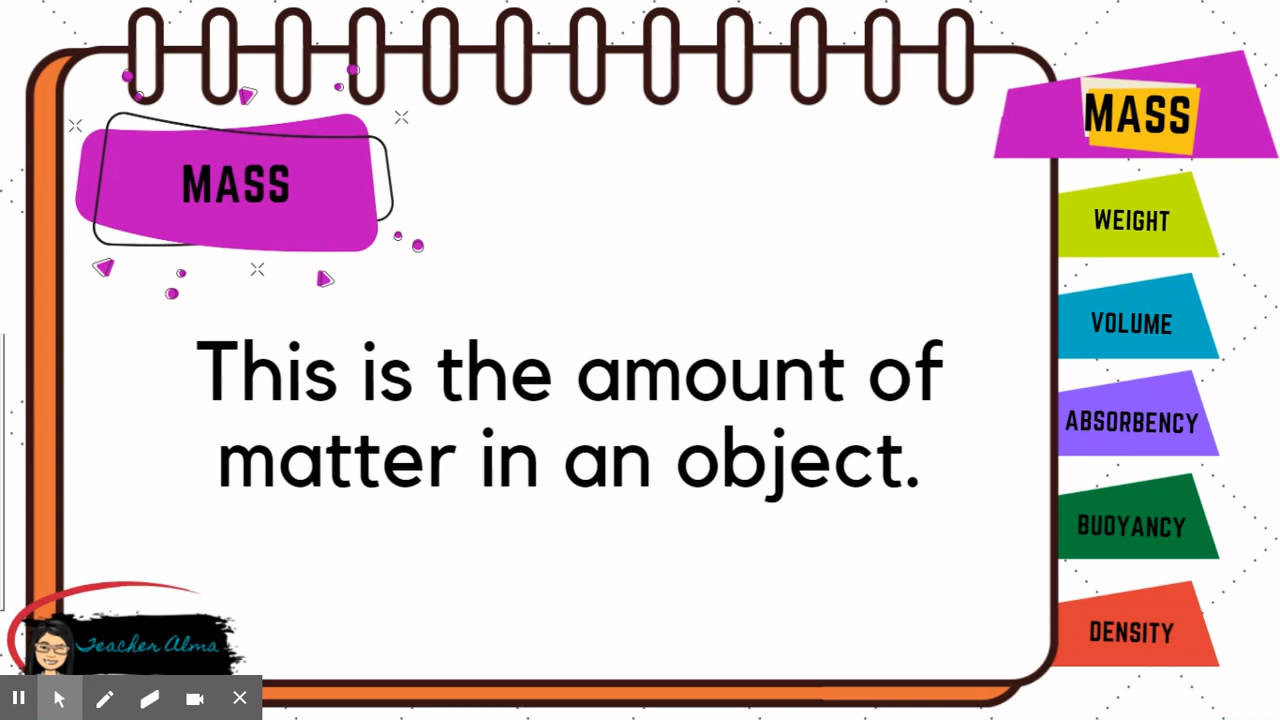 MASS
This is the amount of
matter in an object.
MASS
WEIGHT
VOLUME
ABSORBENCY
BUOYANCY
DENSITY
Teacher Alma